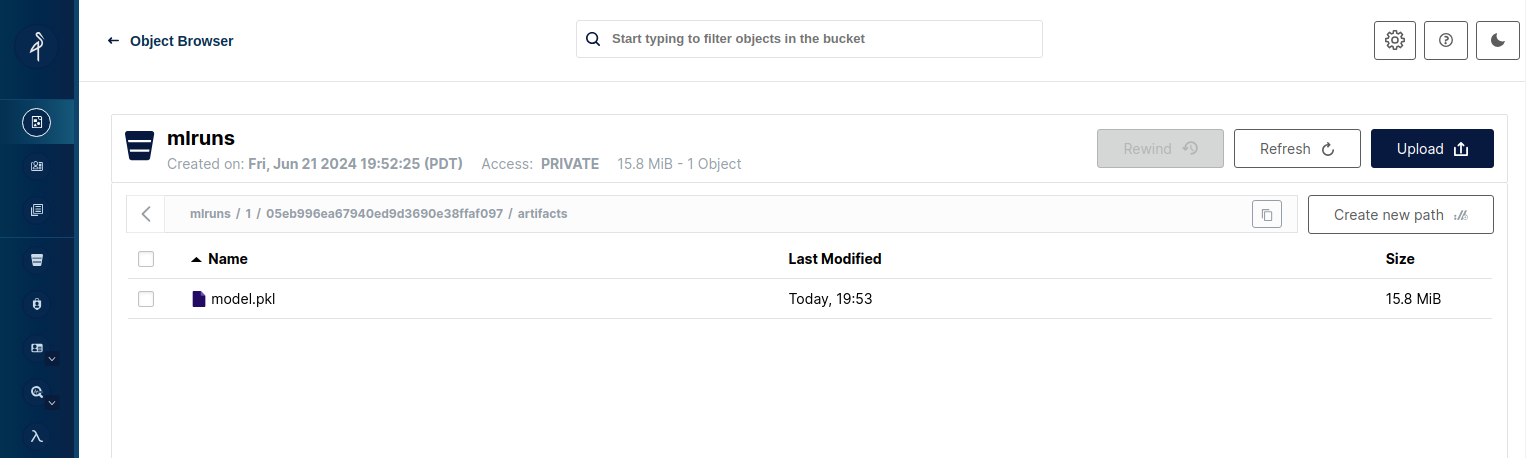 Object Browser
Start typing to filter objects in the bucket
mlruns
Created on: Fri, Jun 21 2024 19:52:25 (PDT) Access: PRIVATE 15.8 MiB - 1 Object
Rewind
Refresh
Upload
mlruns / 1 / 05eb996ea67940ed9d3690e38ffaf097 / artifacts
Create new path
Name Last Modified Size
model.pkl Today, 19:53 15.8 MiB